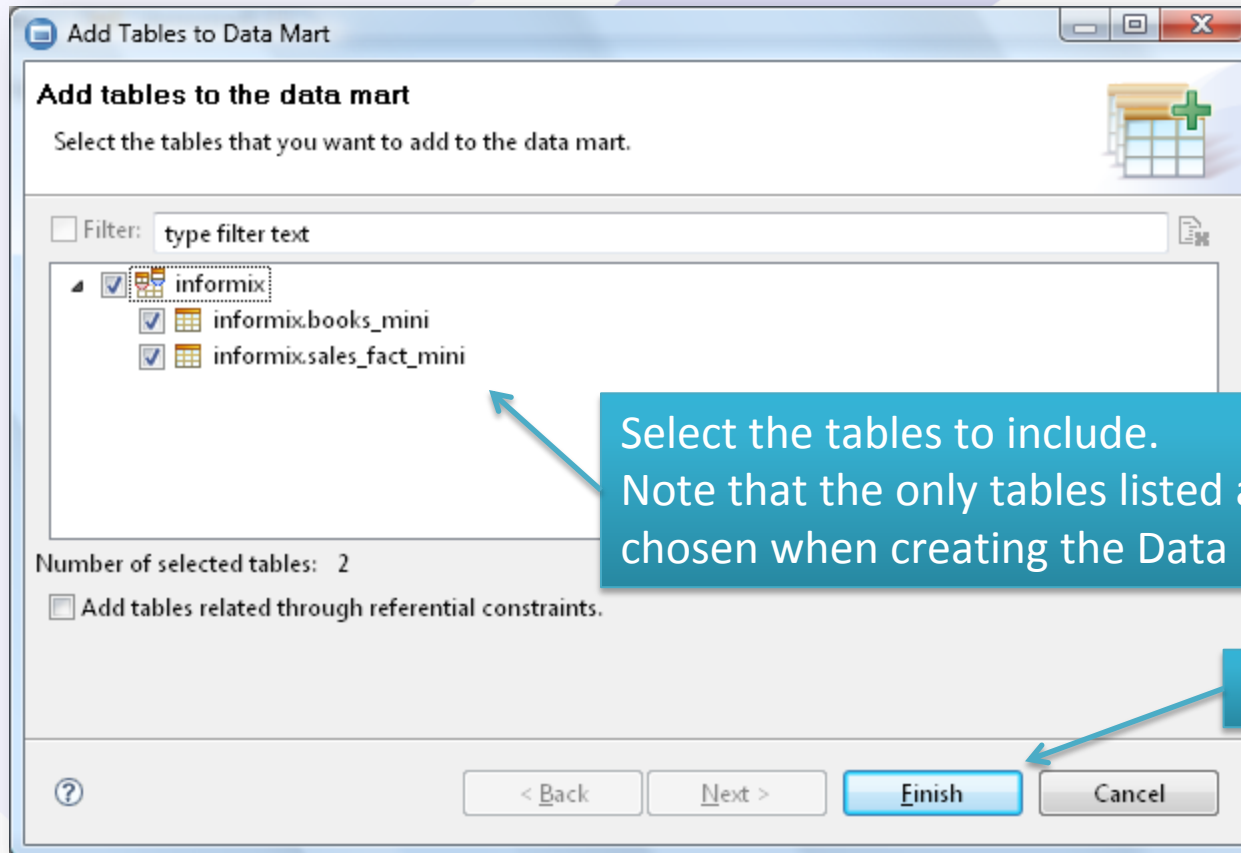 Add Tables to Data Mart
Add tables to the data mart
Select the tables that you want to add to the data mart.
Filter: type filter text
informix
informix.books_mini
informix.sales_fact_mini
Select the tables to include.
Note that the only tables listed
chosen when creating the Data
Number of selected tables: 2
Add tables related through referential constraints.
< Back Next > Finish Cancel